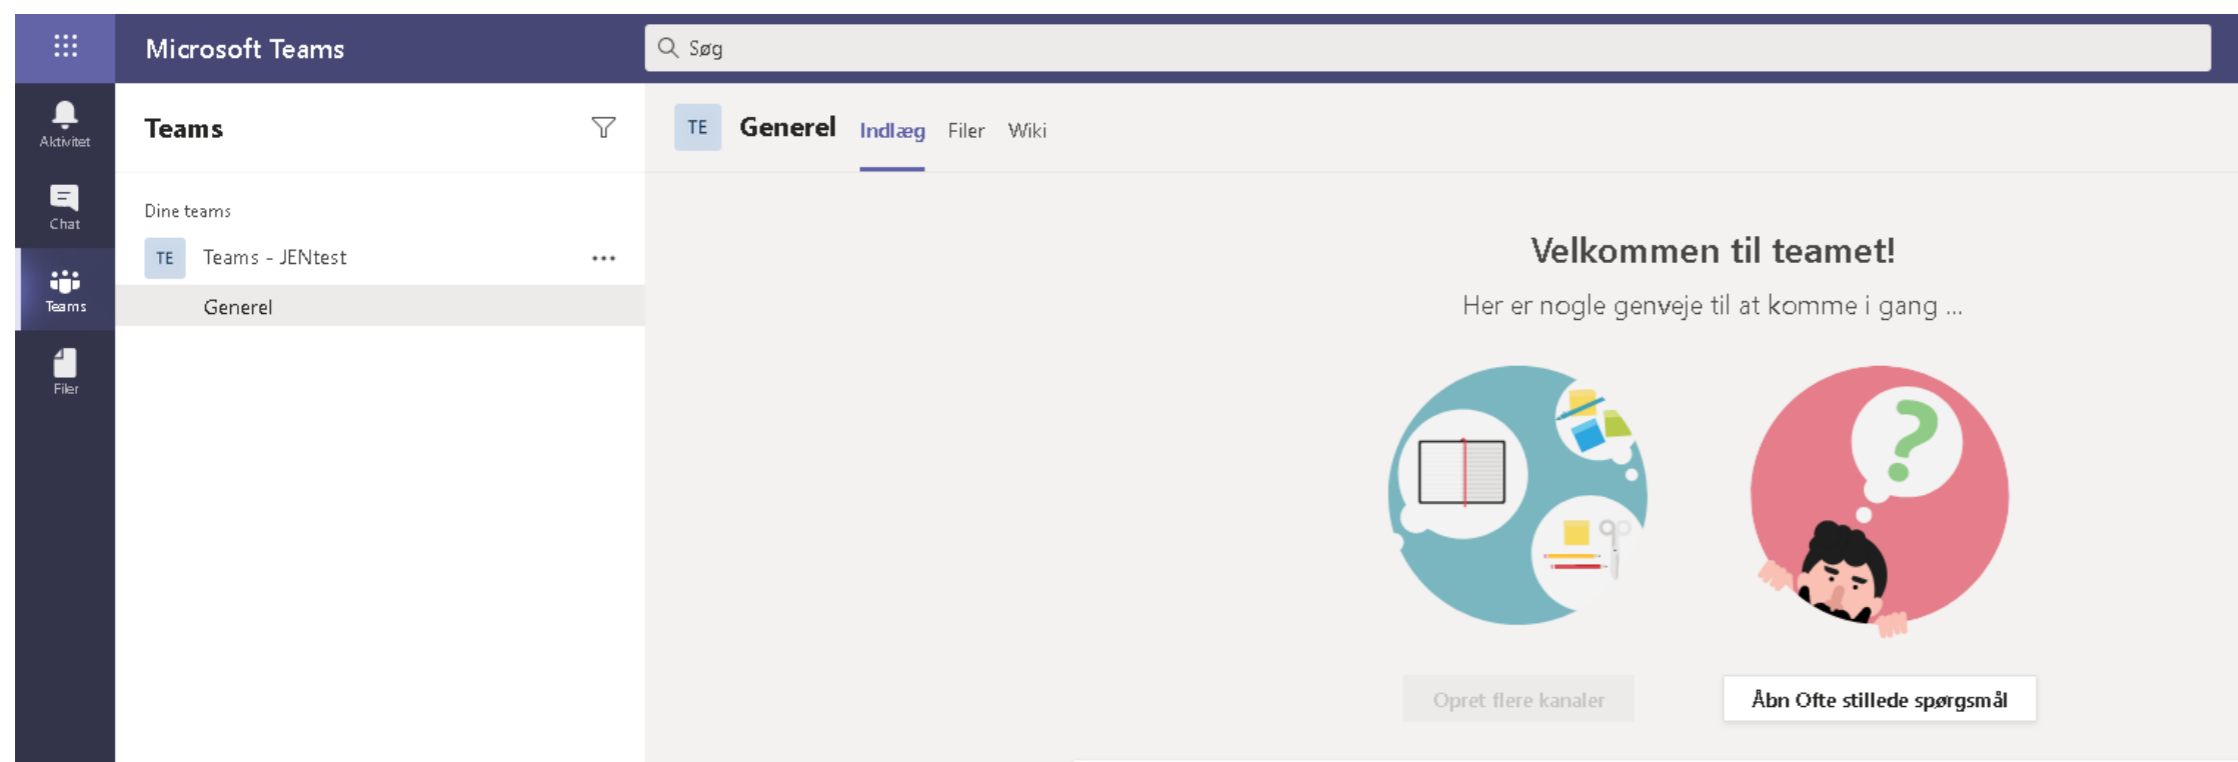 Microsoft Teams
Søg
Aktivitet
Chat
Teams
Filer
Teams
Dine teams
TE Teams - JENtest
Generel
TE Generel Indlæg Filer Wiki
Velkommen til teamet!
Her er nogle genveje til at komme i gang ...
Opret flere kanaler
Åbn Ofte stillede spørgsmål